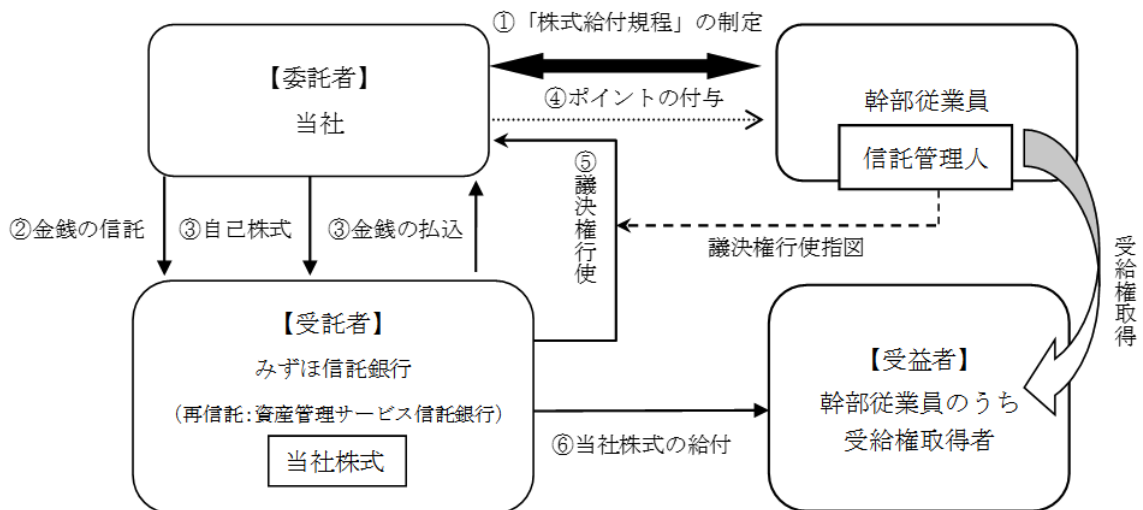 ①「株式給付規程」の制定
【委託者】
当社
④ポイントの付与
幹部従業員
信託管理人
②金銭の信託
③自己株式
③金銭の払込
⑤議決権行使
議決権行使指図
受給権取得
【受託者】
みずほ信託銀行
（再信託：資産管理サービス信託銀行）
当社株式
⑥当社株式の給付
【受益者】
幹部従業員のうち
受給権取得者